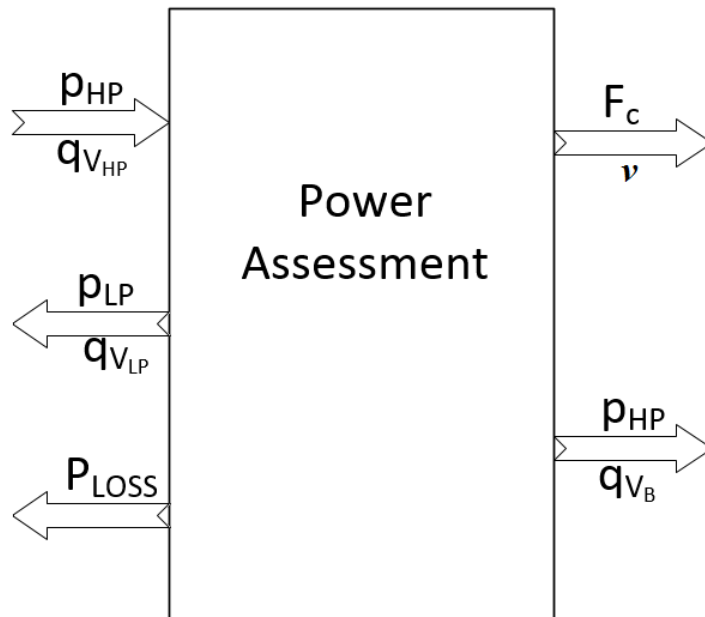 p_HP
q_V_HP
p_LP
q_V_LP
P_LOSS
Power
Assessment
F_c
v
p_HP
q_V_B